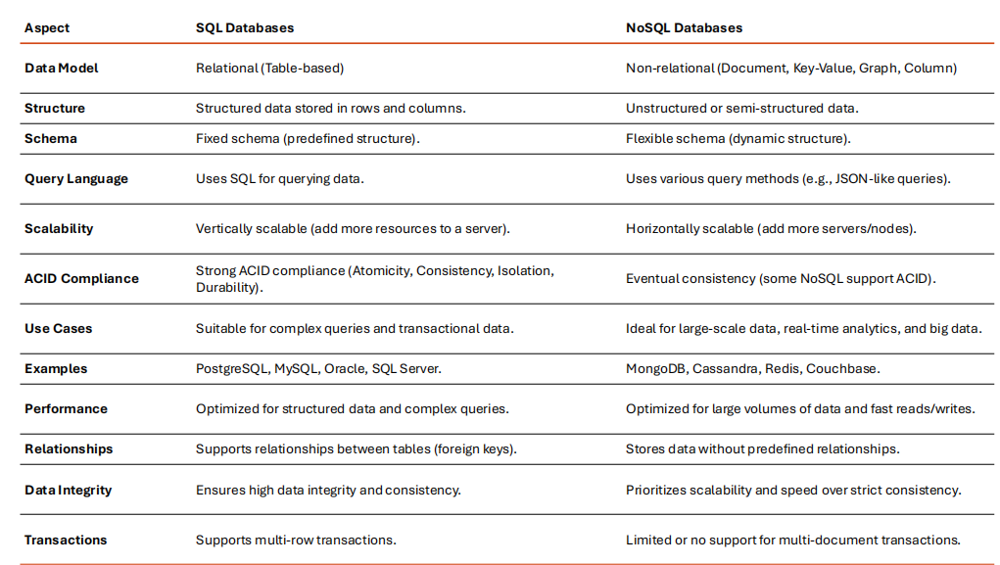 Aspect SQL Databases NoSQL Databases
Data Model Relational (Table-based) Non-relational (Document, Key-Value, Graph, Column)
Structure Structured data stored in rows and columns. Unstructured or semi-structured data.
Schema Fixed schema (predefined structure). Flexible schema (dynamic structure).
Query Language Uses SQL for querying data. Uses various query methods (e.g., JSON-like queries).
Scalability Vertically scalable (add more resources to a server). Horizontally scalable (add more servers/nodes).
ACID Compliance Strong ACID compliance (Atomicity, Consistency, Isolation,
Durability). Eventual consistency (some NoSQL support ACID).
Use Cases Suitable for complex queries and transactional data. Ideal for large-scale data, real-time analytics, and big data.
Examples PostgreSQL, MySQL, Oracle, SQL Server. MongoDB, Cassandra, Redis, Couchbase.
Performance Optimized for structured data and complex queries. Optimized for large volumes of data and fast reads/writes.
Relationships Supports relationships between tables (foreign keys). Stores data without predefined relationships.
Data Integrity Ensures high data integrity and consistency. Prioritizes scalability and speed over strict consistency.
Transactions Supports multi-row transactions. Limited or no support for multi-document transactions.